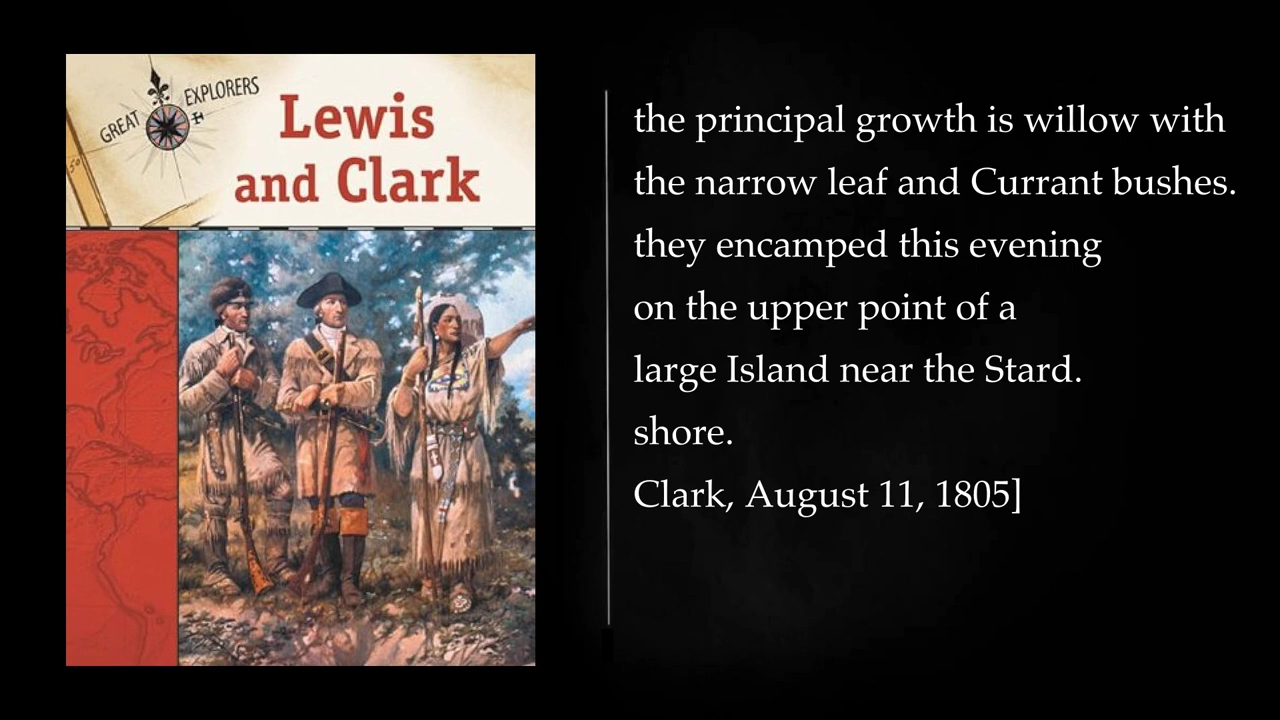 GREAT EXPLORERS
Lewis
and Clark
50
the principal growth is willow with
the narrow leaf and Currant bushes.
they encamped this evening
on the upper point of a
large Island near the Stard.
shore.
Clark, August 11, 1805]